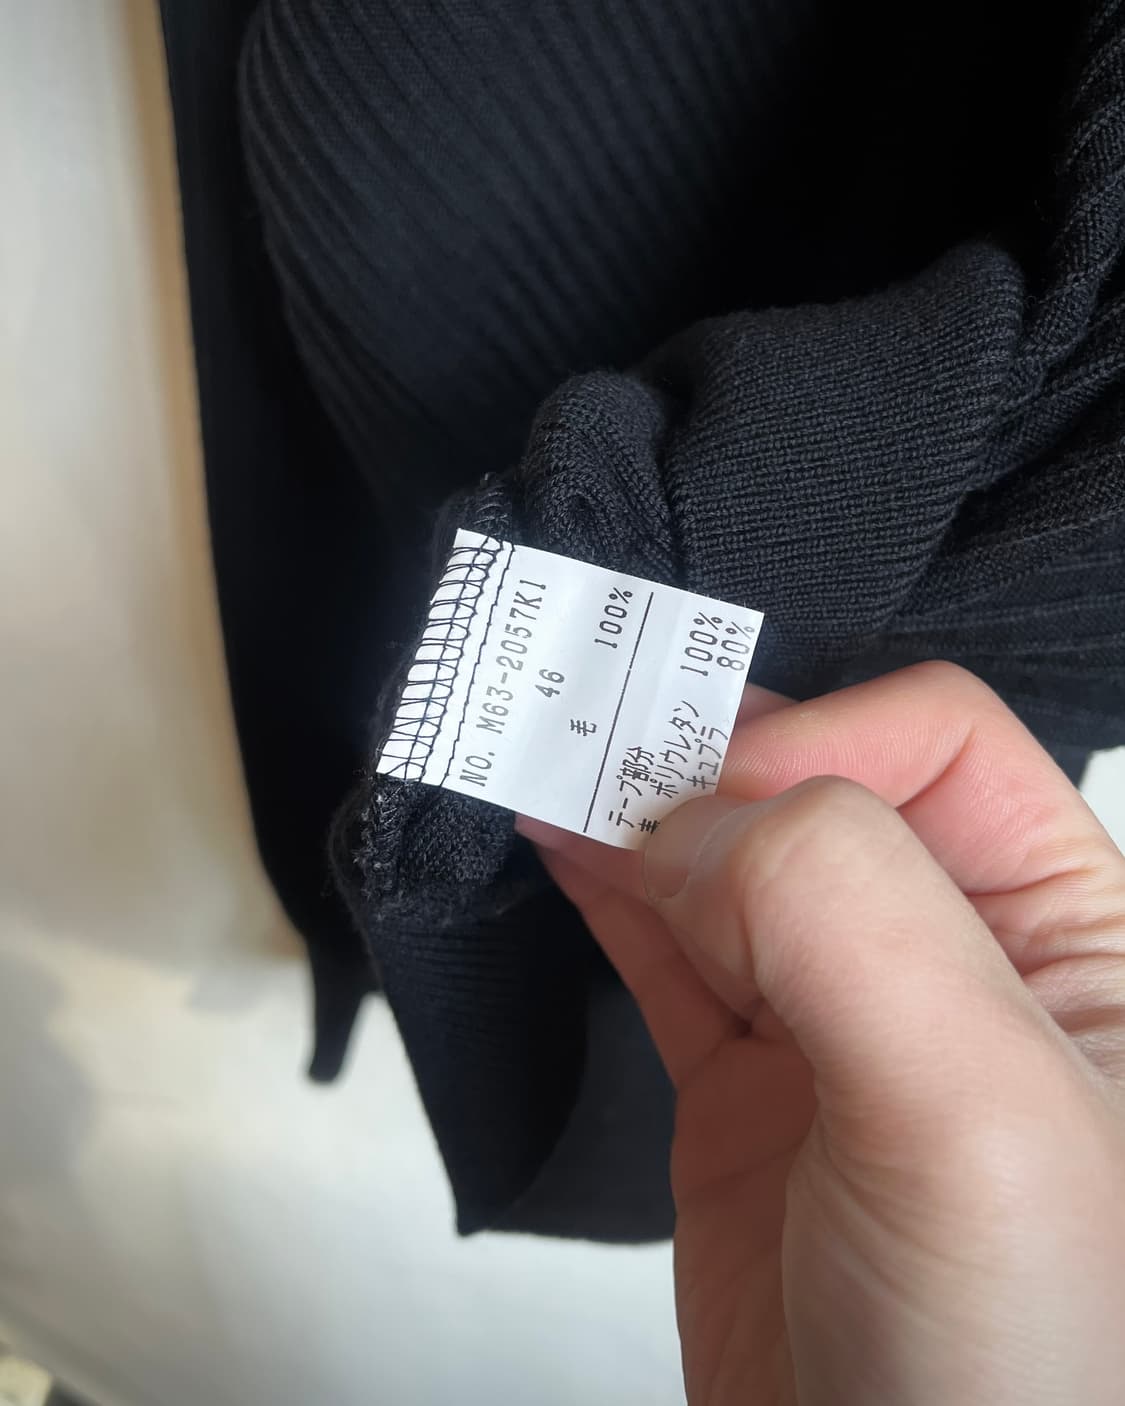 NO. M63-2057K1
46
毛 100%
テープ部分
ポリウレタン 100%
キュプラ 80%